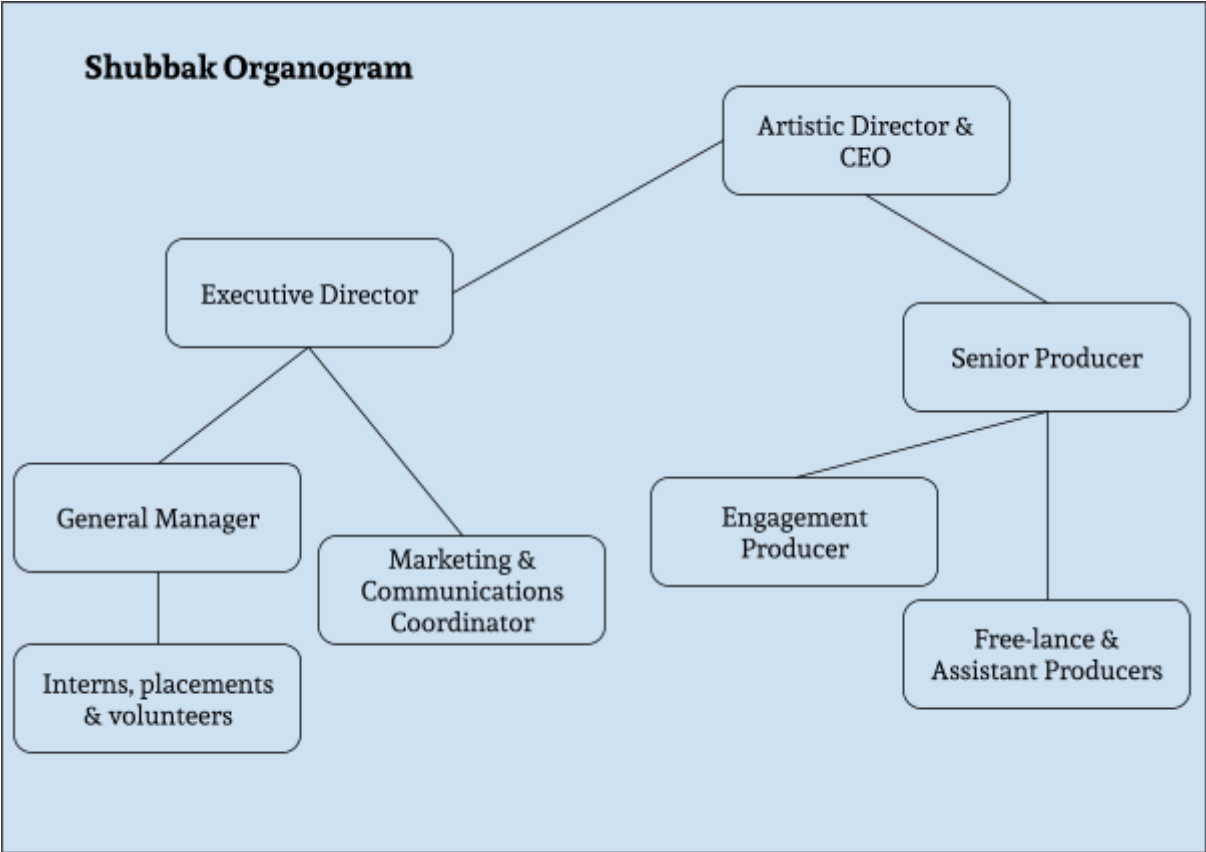 Shubbak Organogram
Artistic Director &
CEO
Executive Director
Senior Producer
General Manager
Marketing &
Communications
Coordinator
Engagement
Producer
Free-lance &
Assistant Producers
Interns, placements
& volunteers